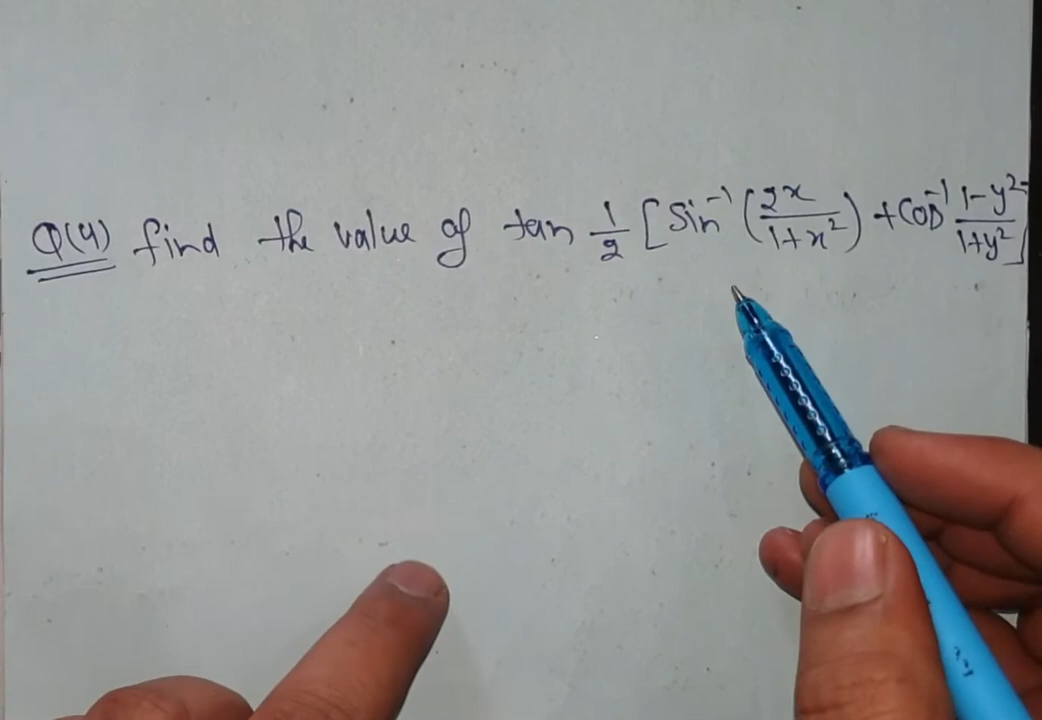 Q(4) find the value of tan 1/2 [Sin⁻¹ (2x/1+x²) + Cos⁻¹ 1-y²/1+y²]